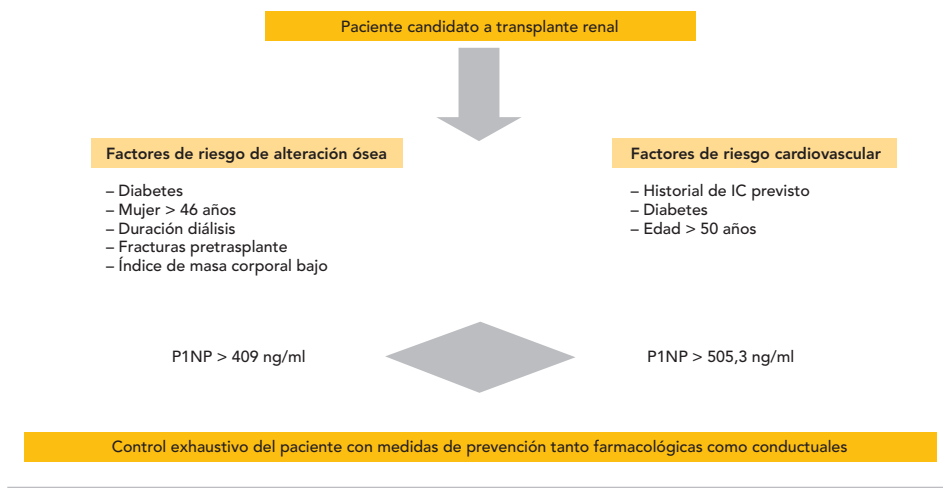 Paciente candidato a transplante renal
Factores de riesgo de alteración ósea
– Diabetes
– Mujer > 46 años
– Duración diálisis
– Fracturas pretrasplante
– Índice de masa corporal bajo
Factores de riesgo cardiovascular
– Historial de IC previsto
– Diabetes
– Edad > 50 años
P1NP > 409 ng/ml
P1NP > 505,3 ng/ml
Control exhaustivo del paciente con medidas de prevención tanto farmacológicas como conductuales